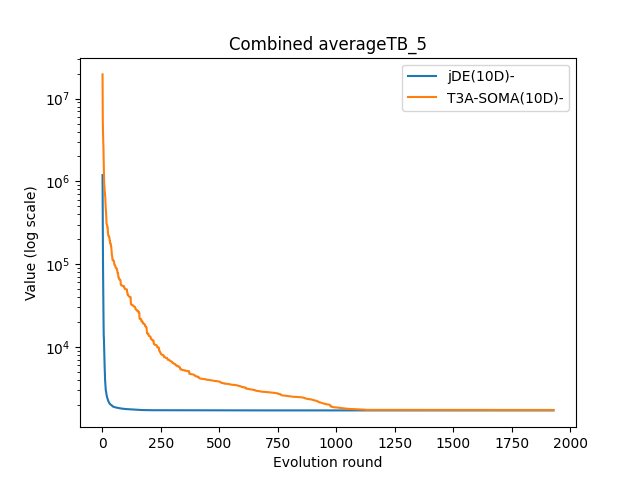 Combined averageTB_5
jDE(10D)-
T3A-SOMA(10D)-
Value (log scale)
10^7
10^6
10^5
10^4
0 250 500 750 1000 1250 1500 1750 2000
Evolution round